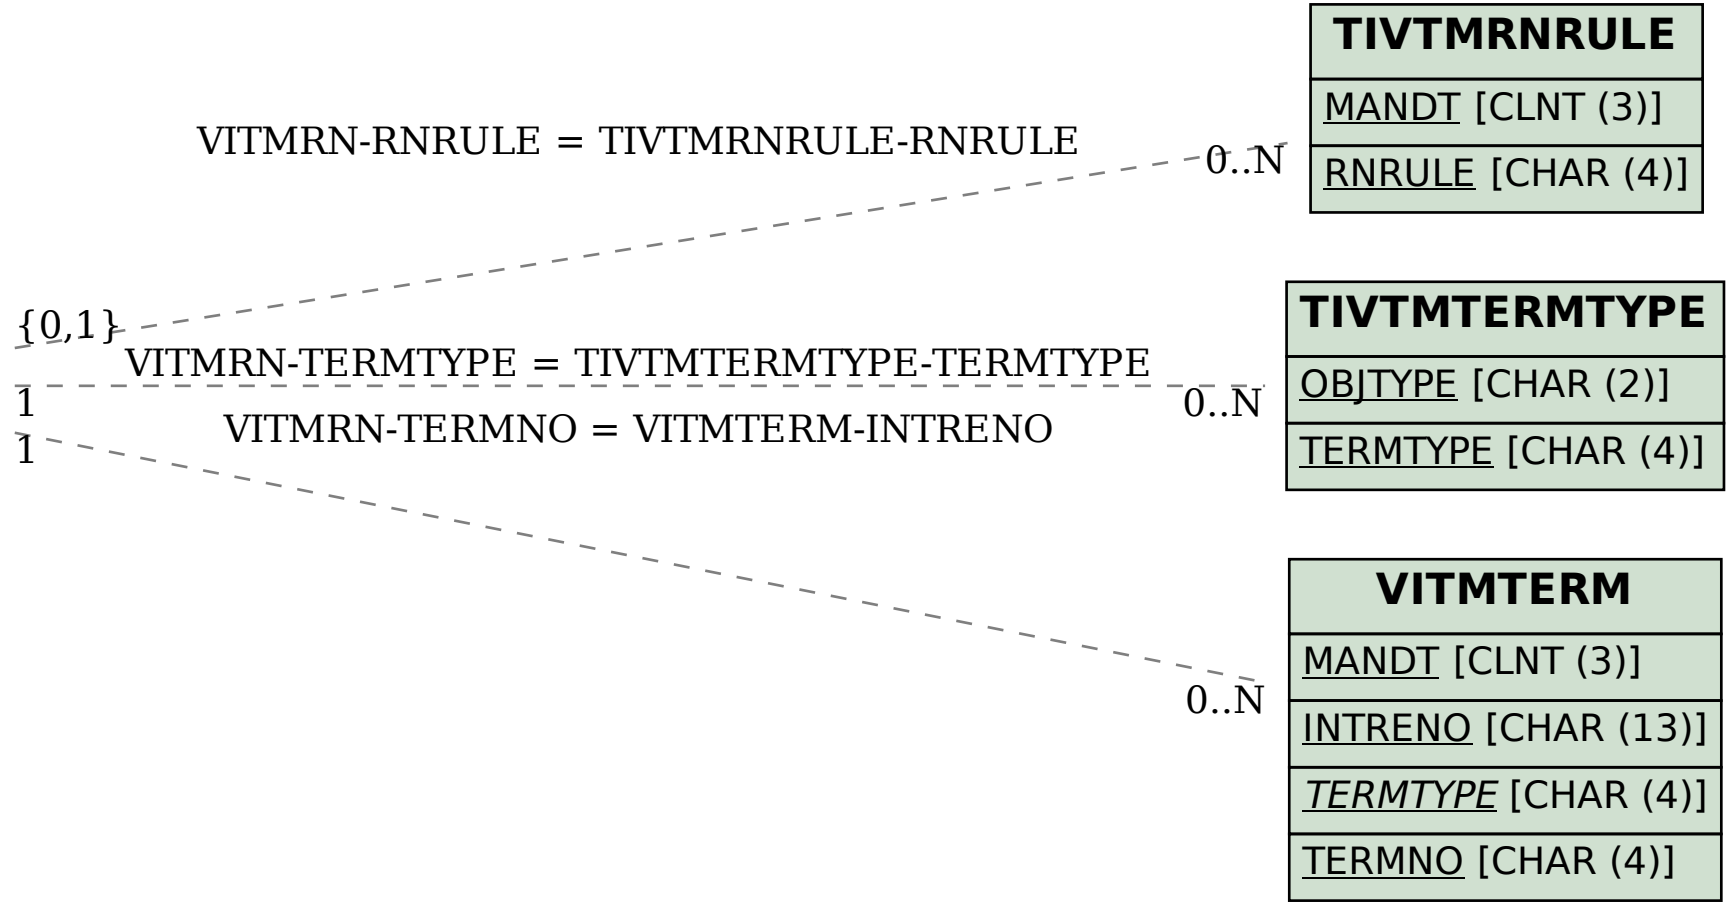 TIVTMRNRULE
MANDT [CLNT (3)]
RNRULE [CHAR (4)]
VITMRN-RNRULE = TIVTMRNRULE-RNRULE
0..N
{0,1}
TIVTMTERMTYPE
OBJTYPE [CHAR (2)]
TERMTYPE [CHAR (4)]
VITMRN-TERMTYPE = TIVTMTERMTYPE-TERMTYPE
1
0..N
VITMRN-TERMNO = VITMTERM-INTRENO
1
0..N
VITMTERM
MANDT [CLNT (3)]
INTRENO [CHAR (13)]
TERMTYPE [CHAR (4)]
TERMNO [CHAR (4)]